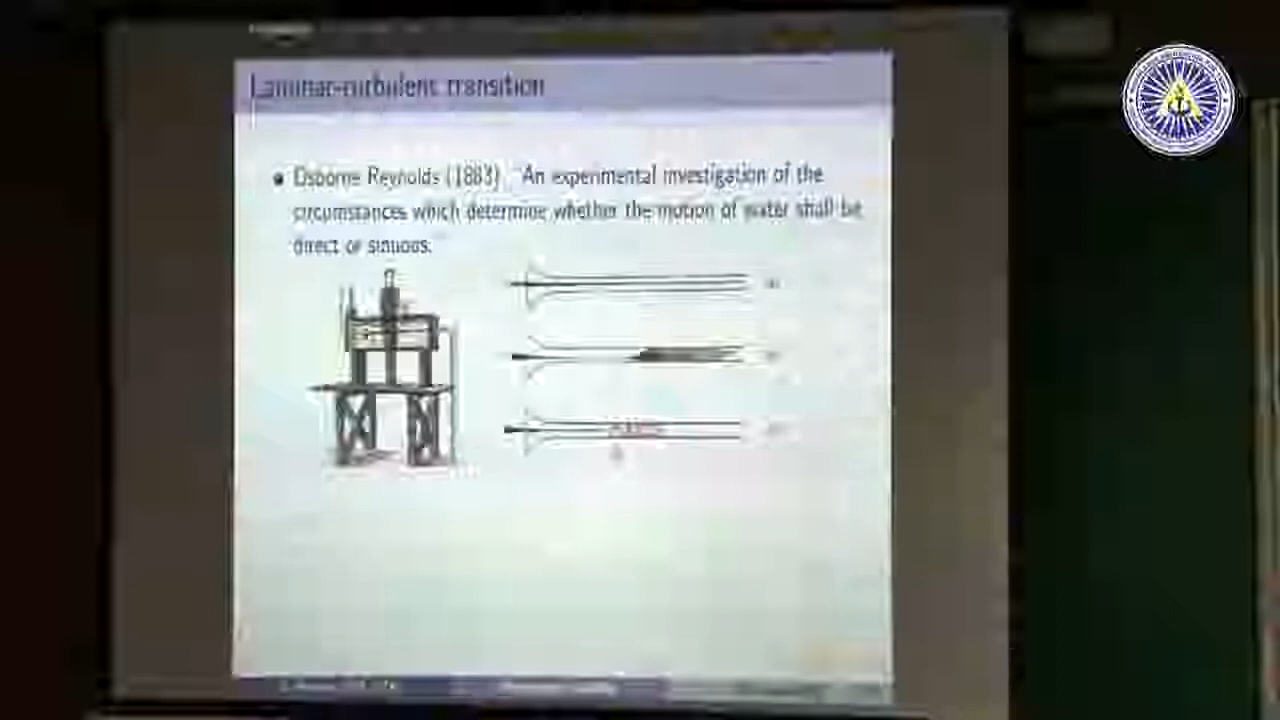 Laminar-turbulent transition
Osborne Reynolds (1883) "An experimental investigation of the
circumstances which determine whether the motion of water shall be
direct or sinuous.